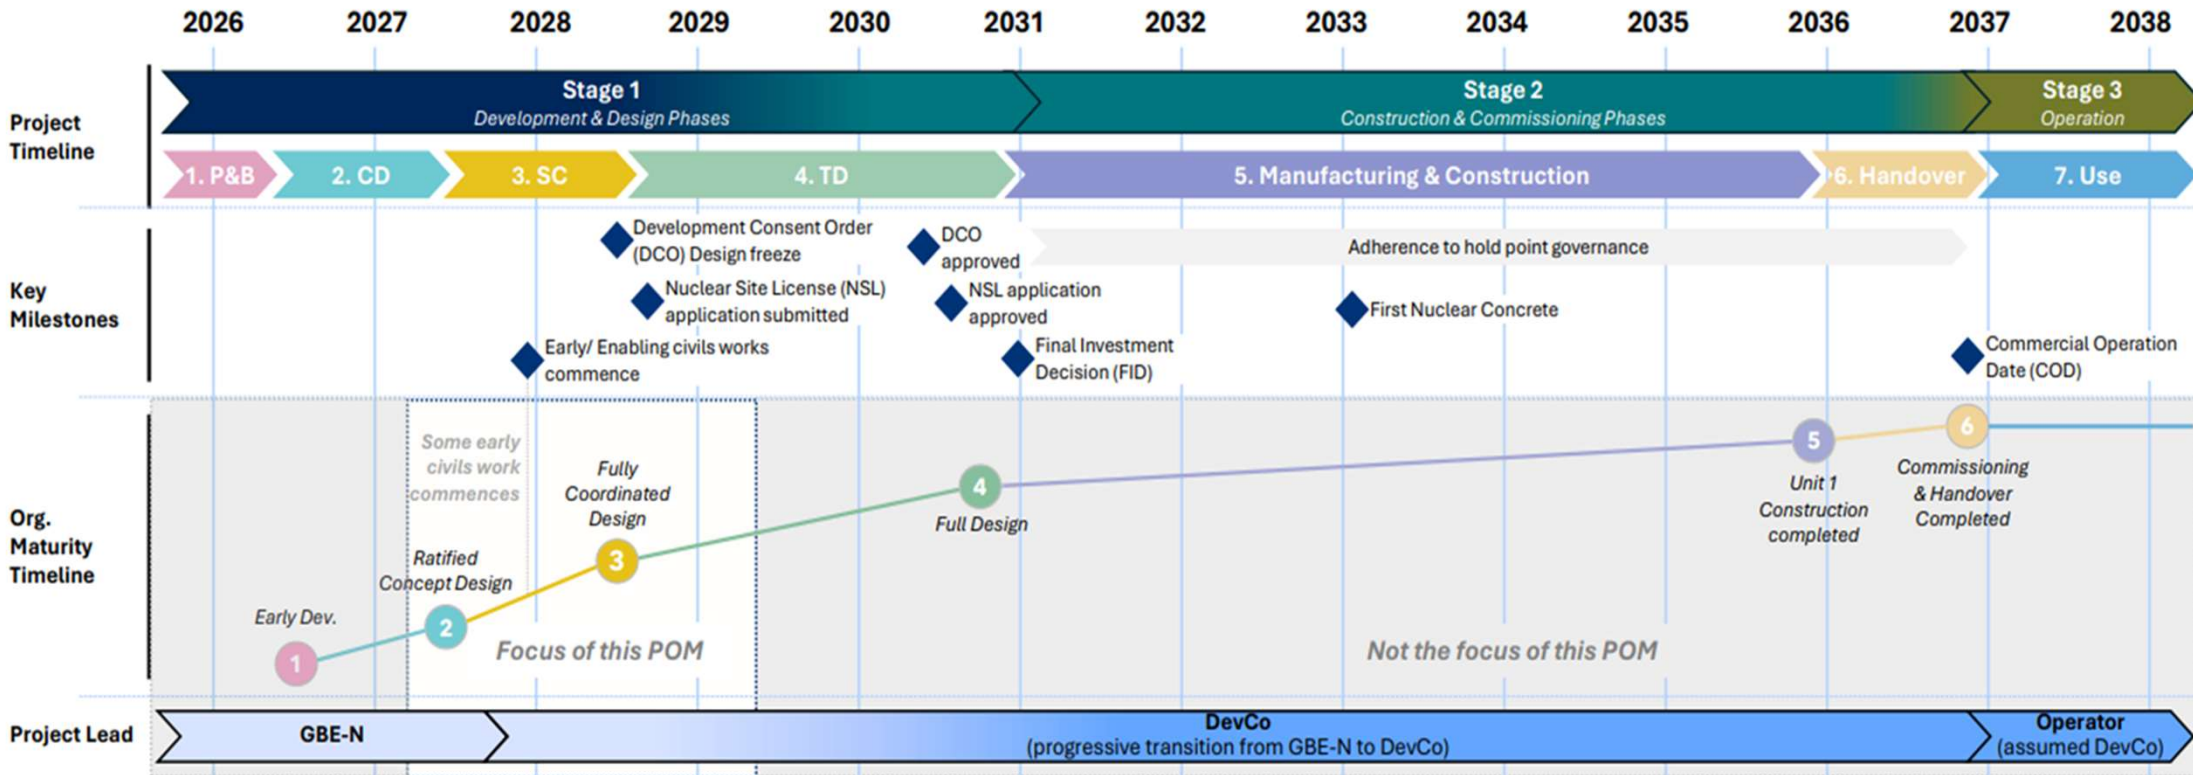 2026 2027 2028 2029 2030 2031 2032 2033 2034 2035 2036 2037 2038
Project
Timeline
Stage 1
Development & Design Phases
Stage 2
Construction & Commissioning Phases
Stage 3
Operation
1. P&B
2. CD
3. SC
4. TD
5. Manufacturing & Construction
6. Handover
7. Use
Key
Milestones
Development Consent Order
(DCO) Design freeze
Nuclear Site License (NSL)
application submitted
Early/ Enabling civils works
commence
DCO
approved
NSL application
approved
Final Investment
Decision (FID)
Adherence to hold point governance
First Nuclear Concrete
Commercial Operation
Date (COD)
Org.
Maturity
Timeline
Early Dev.
1
Ratified
Concept Design
2
Some early
civils work
commences
Fully
Coordinated
Design
3
Focus of this POM
4
Full Design
Not the focus of this POM
5
Unit 1
Construction
completed
6
Commissioning
& Handover
Completed
Project Lead
GBE-N
DevCo
(progressive transition from GBE-N to DevCo)
Operator
(assumed DevCo)